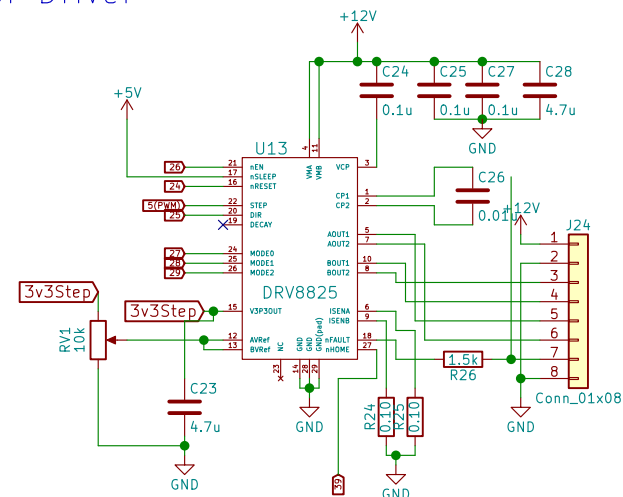 +12V
C24
C25
C27
C28
0.1u
0.1u
0.1u
4.7u
GND
+5V
U13
26
21
nEN
17
nSLEEP
24
16
nRESET
5(PWM)
22
STEP
25
20
DIR
19
DECAY
27
24
MODE0
28
25
MODE1
29
26
MODE2
DRV8825
4
11
VMA
VMB
VCP
3
CP1
1
CP2
2
C26
0.01u
+12V
J24
AOUT1
5
AOUT2
7
BOUT1
10
BOUT2
8
ISENA
6
ISENB
9
nFAULT
18
nHOME
27
1
2
3
4
5
6
7
8
Conn_01x08
3v3Step
3v3Step
15
V3P3OUT
RV1
10k
12
AVRef
13
BVRef
NC
GND
GND
GND(pad)
23
14
28
29
GND
1.5k
R26
GND
C23
4.7u
GND
R24
0.10
R25
0.10
39
GND